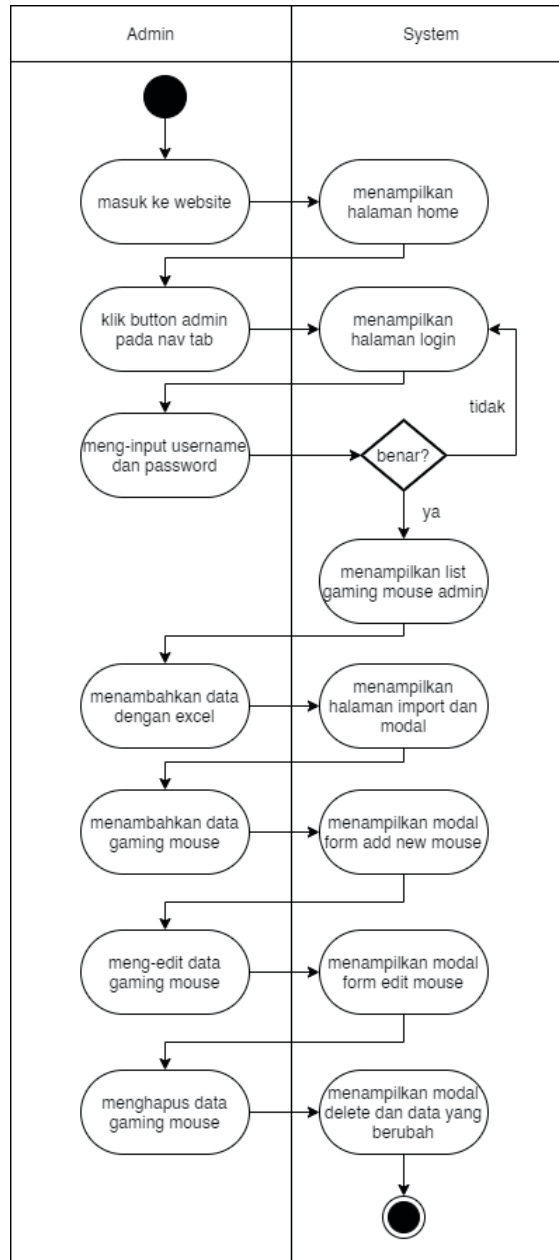 Admin
System
masuk ke website
menampilkan
halaman home
klik button admin
pada nav tab
menampilkan
halaman login
tidak
meng-input username
dan password
benar?
ya
menampilkan list
gaming mouse admin
menambahkan data
dengan excel
menampilkan
halaman import dan
modal
menambahkan data
gaming mouse
menampilkan modal
form add new mouse
meng-edit data
gaming mouse
menampilkan modal
form edit mouse
menghapus data
gaming mouse
menampilkan modal
delete dan data yang
berubah